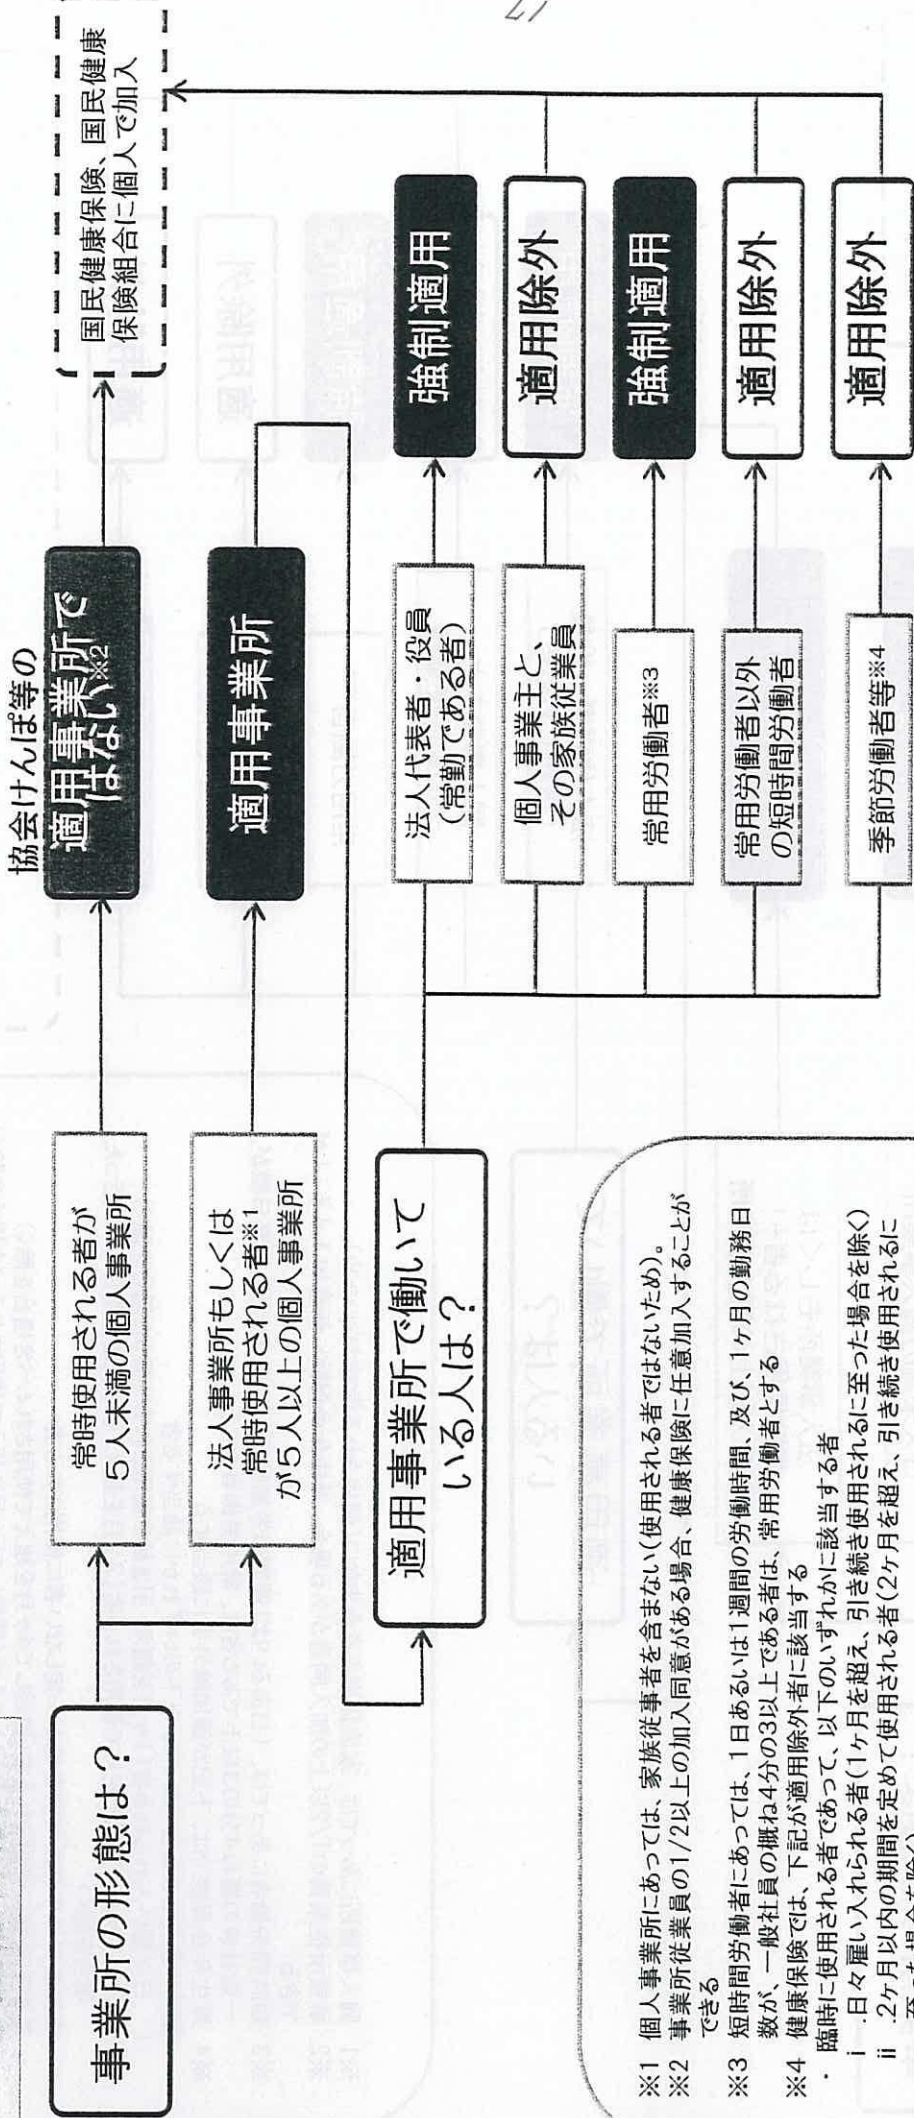 事業所の形態は？
常時使用される者が
５人未満の個人事業所
法人事業所もしくは
常時使用される者※1
が５人以上の個人事業所
協会けんぽ等の
適用事業所で
はない※2
適用事業所
国民健康保険、国民健康
保険組合に個人で加入
適用事業所で働いて
いる人は？
法人代表者・役員
（常勤である者）
強制適用
個人事業主と、
その家族従業員
適用除外
常用労働者※3
強制適用
常用労働者以外
の短時間労働者
適用除外
季節労働者等※4
適用除外
※1 個人事業所にあっては、家族従事者を含まない（使用される者ではないため）。
※2 事業所従業員の1/2以上の加入同意がある場合、健康保険に任意加入することが
できる
※3 短時間労働者にあっては、1日あるいは1週間の労働時間、及び、1ヶ月の勤務日
数が、一般社員の概ね4分の3以上である者は、常用労働者とする
※4 健康保険では、下記が適用除外者に該当する
・ 臨時に使用される者であって、以下のいずれかに該当する者
ⅰ .日々雇い入れられる者（1ヶ月を超え、引き続き使用されるに至った場合を除く）
ⅱ .2ヶ月以内の期間を定めて使用される者（2ヶ月を超え、引き続き使用されるに
至った場合を除く）
17